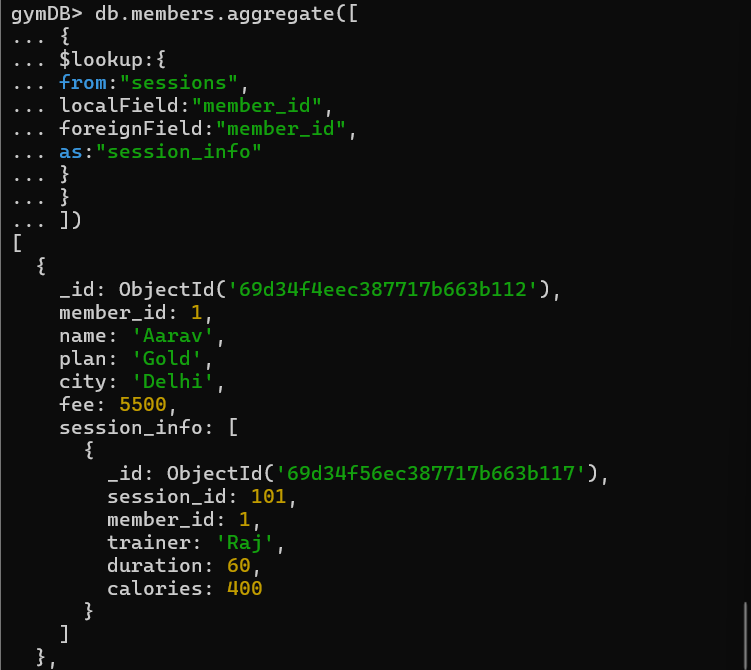 gymDB> db.members.aggregate([
... {
... $lookup:{
... from:"sessions",
... localField:"member_id",
... foreignField:"member_id",
... as:"session_info"
... }
... }
... ])
[
  {
    _id: ObjectId('69d34f4eec387717b663b112'),
    member_id: 1,
    name: 'Aarav',
    plan: 'Gold',
    city: 'Delhi',
    fee: 5500,
    session_info: [
      {
        _id: ObjectId('69d34f56ec387717b663b117'),
        session_id: 101,
        member_id: 1,
        trainer: 'Raj',
        duration: 60,
        calories: 400
      }
    ]
  },